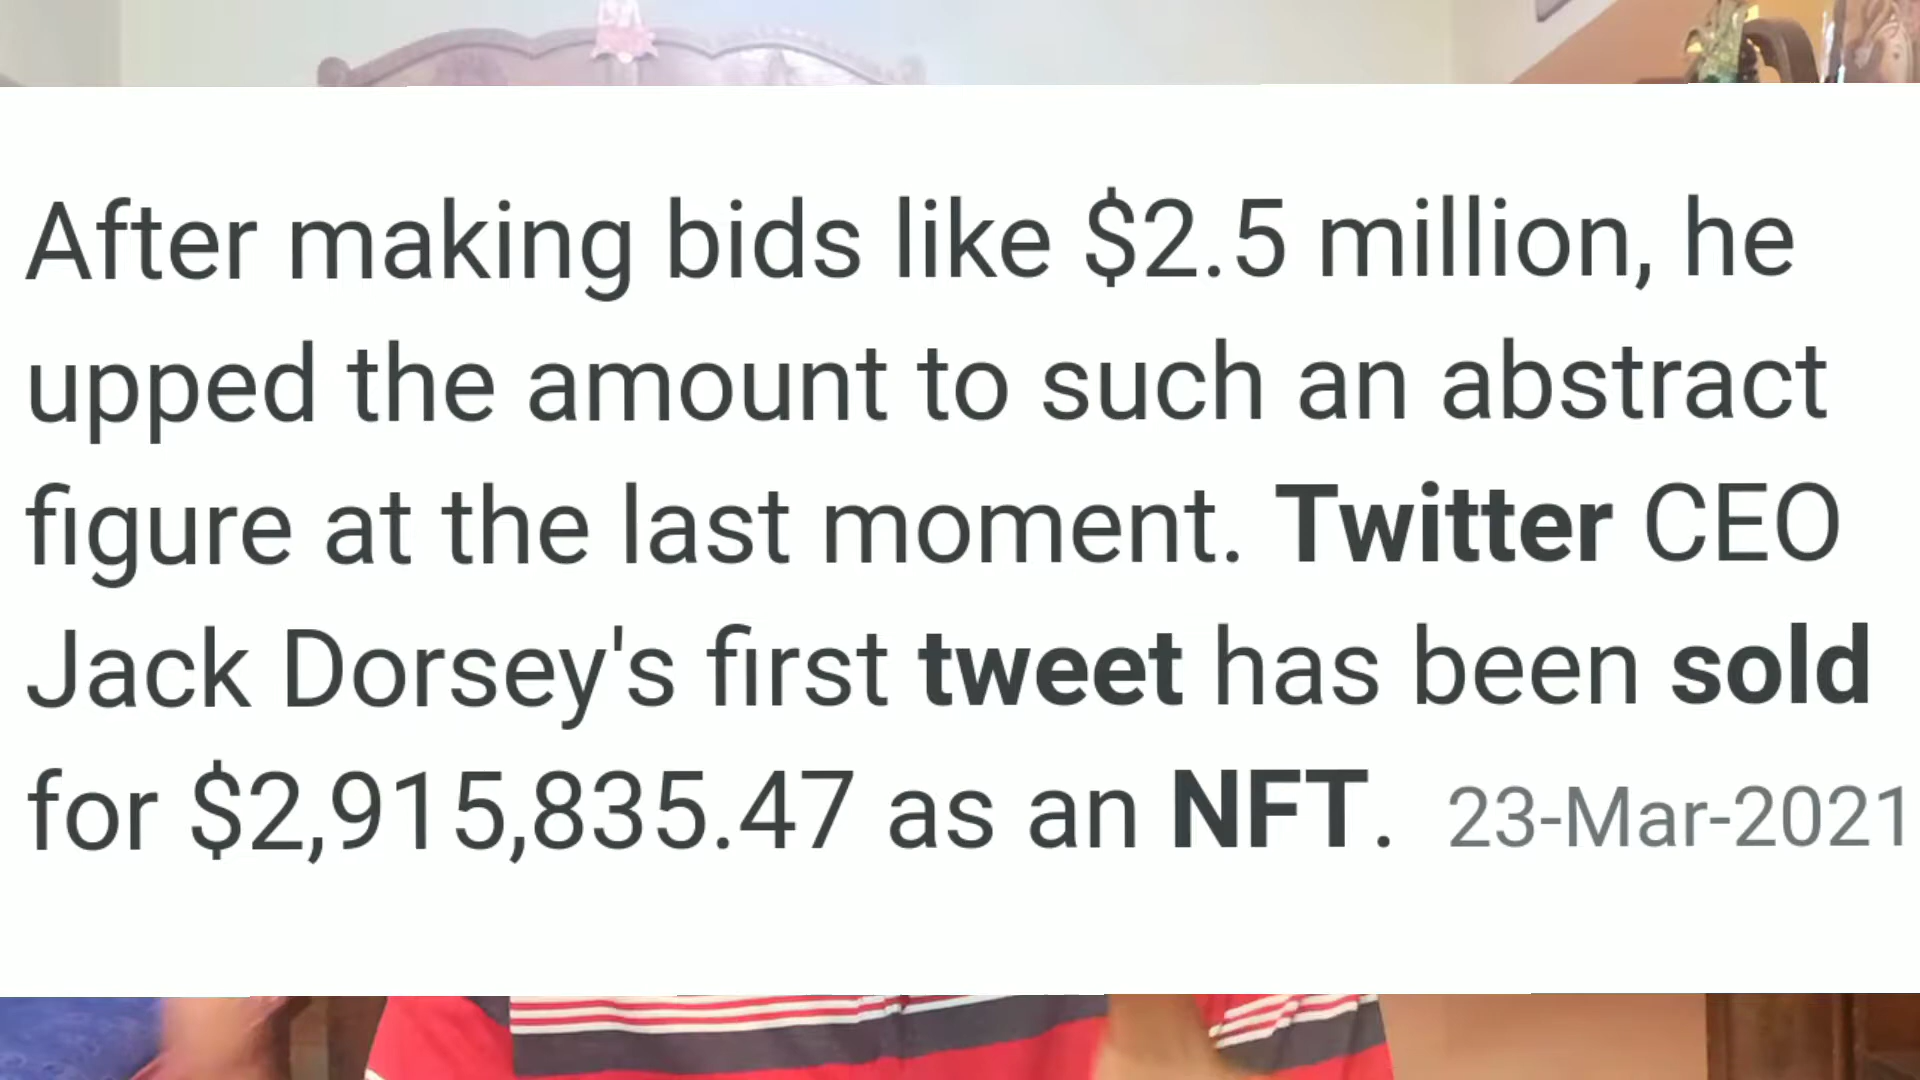 After making bids like $2.5 million, he
upped the amount to such an abstract
figure at the last moment. Twitter CEO
Jack Dorsey's first tweet has been sold
for $2,915,835.47 as an NFT. 23-Mar-2021